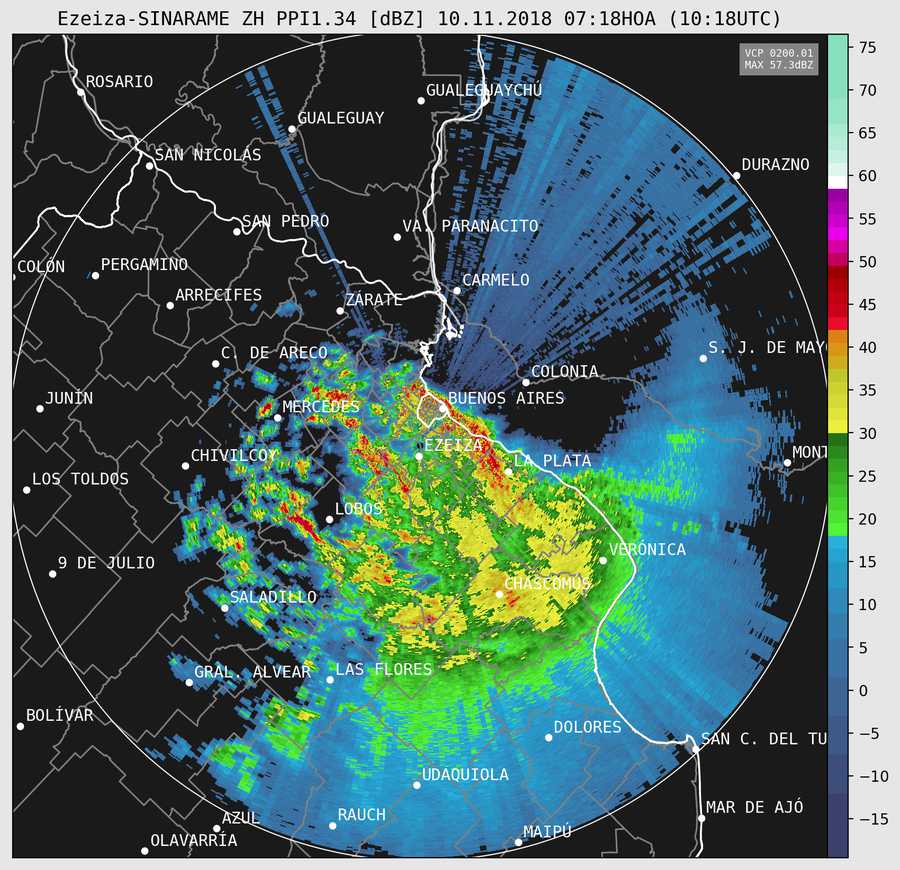 Ezeiza-SINARAME ZH PPI1.34 [dBZ] 10.11.2018 07:18HOA (10:18UTC)
VCP 0200.01
MAX 57.3dBZ
75
70
65
60
55
50
45
40
35
30
25
20
15
10
5
0
−5
−10
−15
ROSARIO
GUALEGUAYCHÚ
GUALEGUAY
SAN NICOLÁS
DURAZNO
SAN PEDRO
VA. PARANACITO
COLÓN
PERGAMINO
CARMELO
ARRECIFES
ZÁRATE
C. DE ARECO
S. J. DE MAY
COLONIA
JUNÍN
MERCEDES
BUENOS AIRES
EZEIZA
MONT
CHIVILCOY
LA PLATA
LOS TOLDOS
LOBOS
VERÓNICA
9 DE JULIO
CHASCOMÚS
SALADILLO
GRAL. ALVEAR
LAS FLORES
BOLÍVAR
DOLORES
SAN C. DEL TU
UDAQUIOLA
MAR DE AJÓ
AZUL
RAUCH
MAIPÚ
OLAVARRÍA